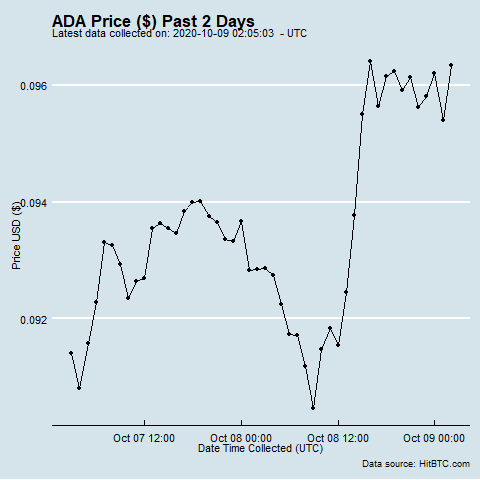 ADA Price ($) Past 2 Days
Latest data collected on: 2020-10-09 02:05:03 - UTC
0.096
0.094
0.092
Price USD ($)
Oct 07 12:00
Oct 08 00:00
Oct 08 12:00
Oct 09 00:00
Date Time Collected (UTC)
Data source: HitBTC.com